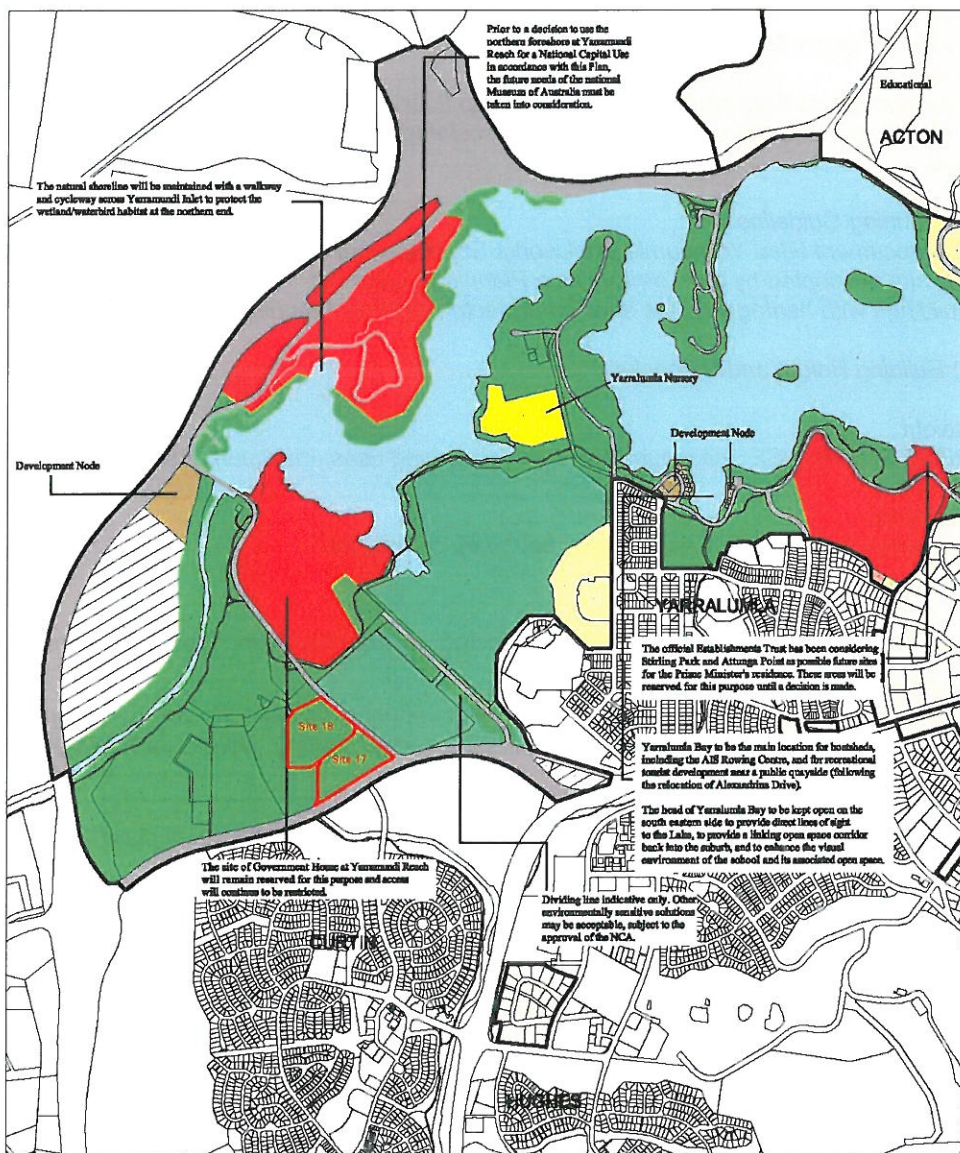 Prior to a decision to use the
northern foreshore at Yarramundi
Reach for a National Capital Use
in accordance with this Plan,
the future needs of the national
Museum of Australia must be
taken into consideration.
Educational
ACTON
The natural shoreline will be maintained with a walkway
and cycleway across Yarramundi Inlet to protect the
wetland/waterbird habitat at the northern end.
Yarralumla Nursery
Development Node
Development Node
YARRALUMLA
The official Establishments Trust has been considering
Stirling Park and Attunga Point as possible future sites
for the Prime Minister's residence. These areas will be
reserved for this purpose until a decision is made.
Site 18
Site 17
Yarralumla Bay to be the main location for boatsheds,
including the AIS Rowing Centre, and for recreational
tourist development near a public quayside (following
the relocation of Alexandrina Drive).
The head of Yarralumla Bay to be kept open on the
south eastern side to provide direct lines of sight
to the Lake, to provide a linking open space corridor
back into the suburb, and to enhance the visual
environment of the school and its associated open space.
The site of Government House at Yarramundi Reach
will remain reserved for this purpose and access
will continue to be restricted.
Dividing line indicative only. Other
environmentally sensitive solutions
may be acceptable, subject to the
approval of the NCA.
CURTIN
HUGHES